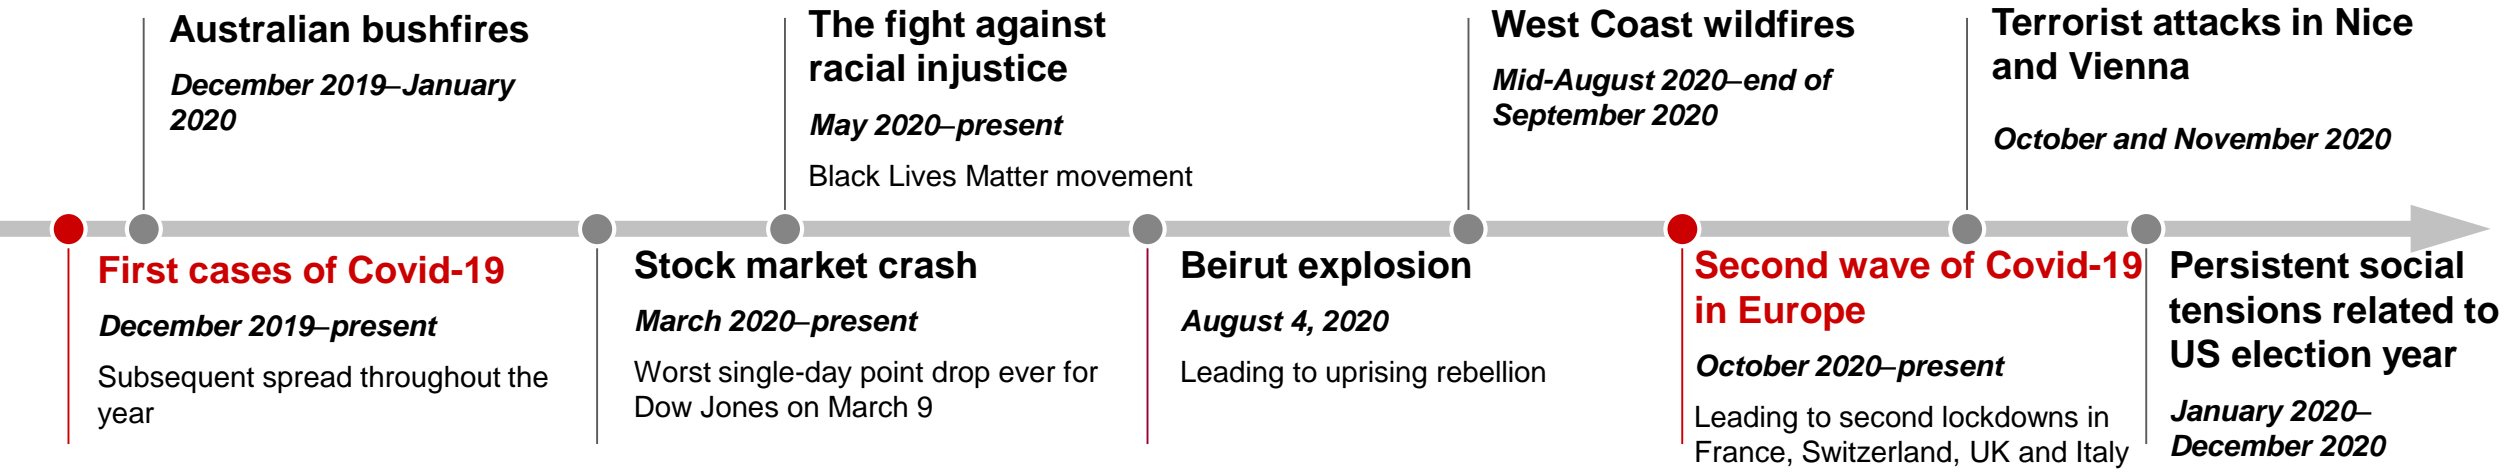 Australian bushfires
December 2019–January
2020
The fight against
racial injustice
May 2020–present
Black Lives Matter movement
West Coast wildfires
Mid-August 2020–end of
September 2020
Terrorist attacks in Nice
and Vienna
October and November 2020
First cases of Covid-19
December 2019–present
Subsequent spread throughout the
year
Stock market crash
March 2020–present
Worst single-day point drop ever for
Dow Jones on March 9
Beirut explosion
August 4, 2020
Leading to uprising rebellion
Second wave of Covid-19
in Europe
October 2020–present
Leading to second lockdowns in
France, Switzerland, UK and Italy
Persistent social
tensions related to
US election year
January 2020–
December 2020